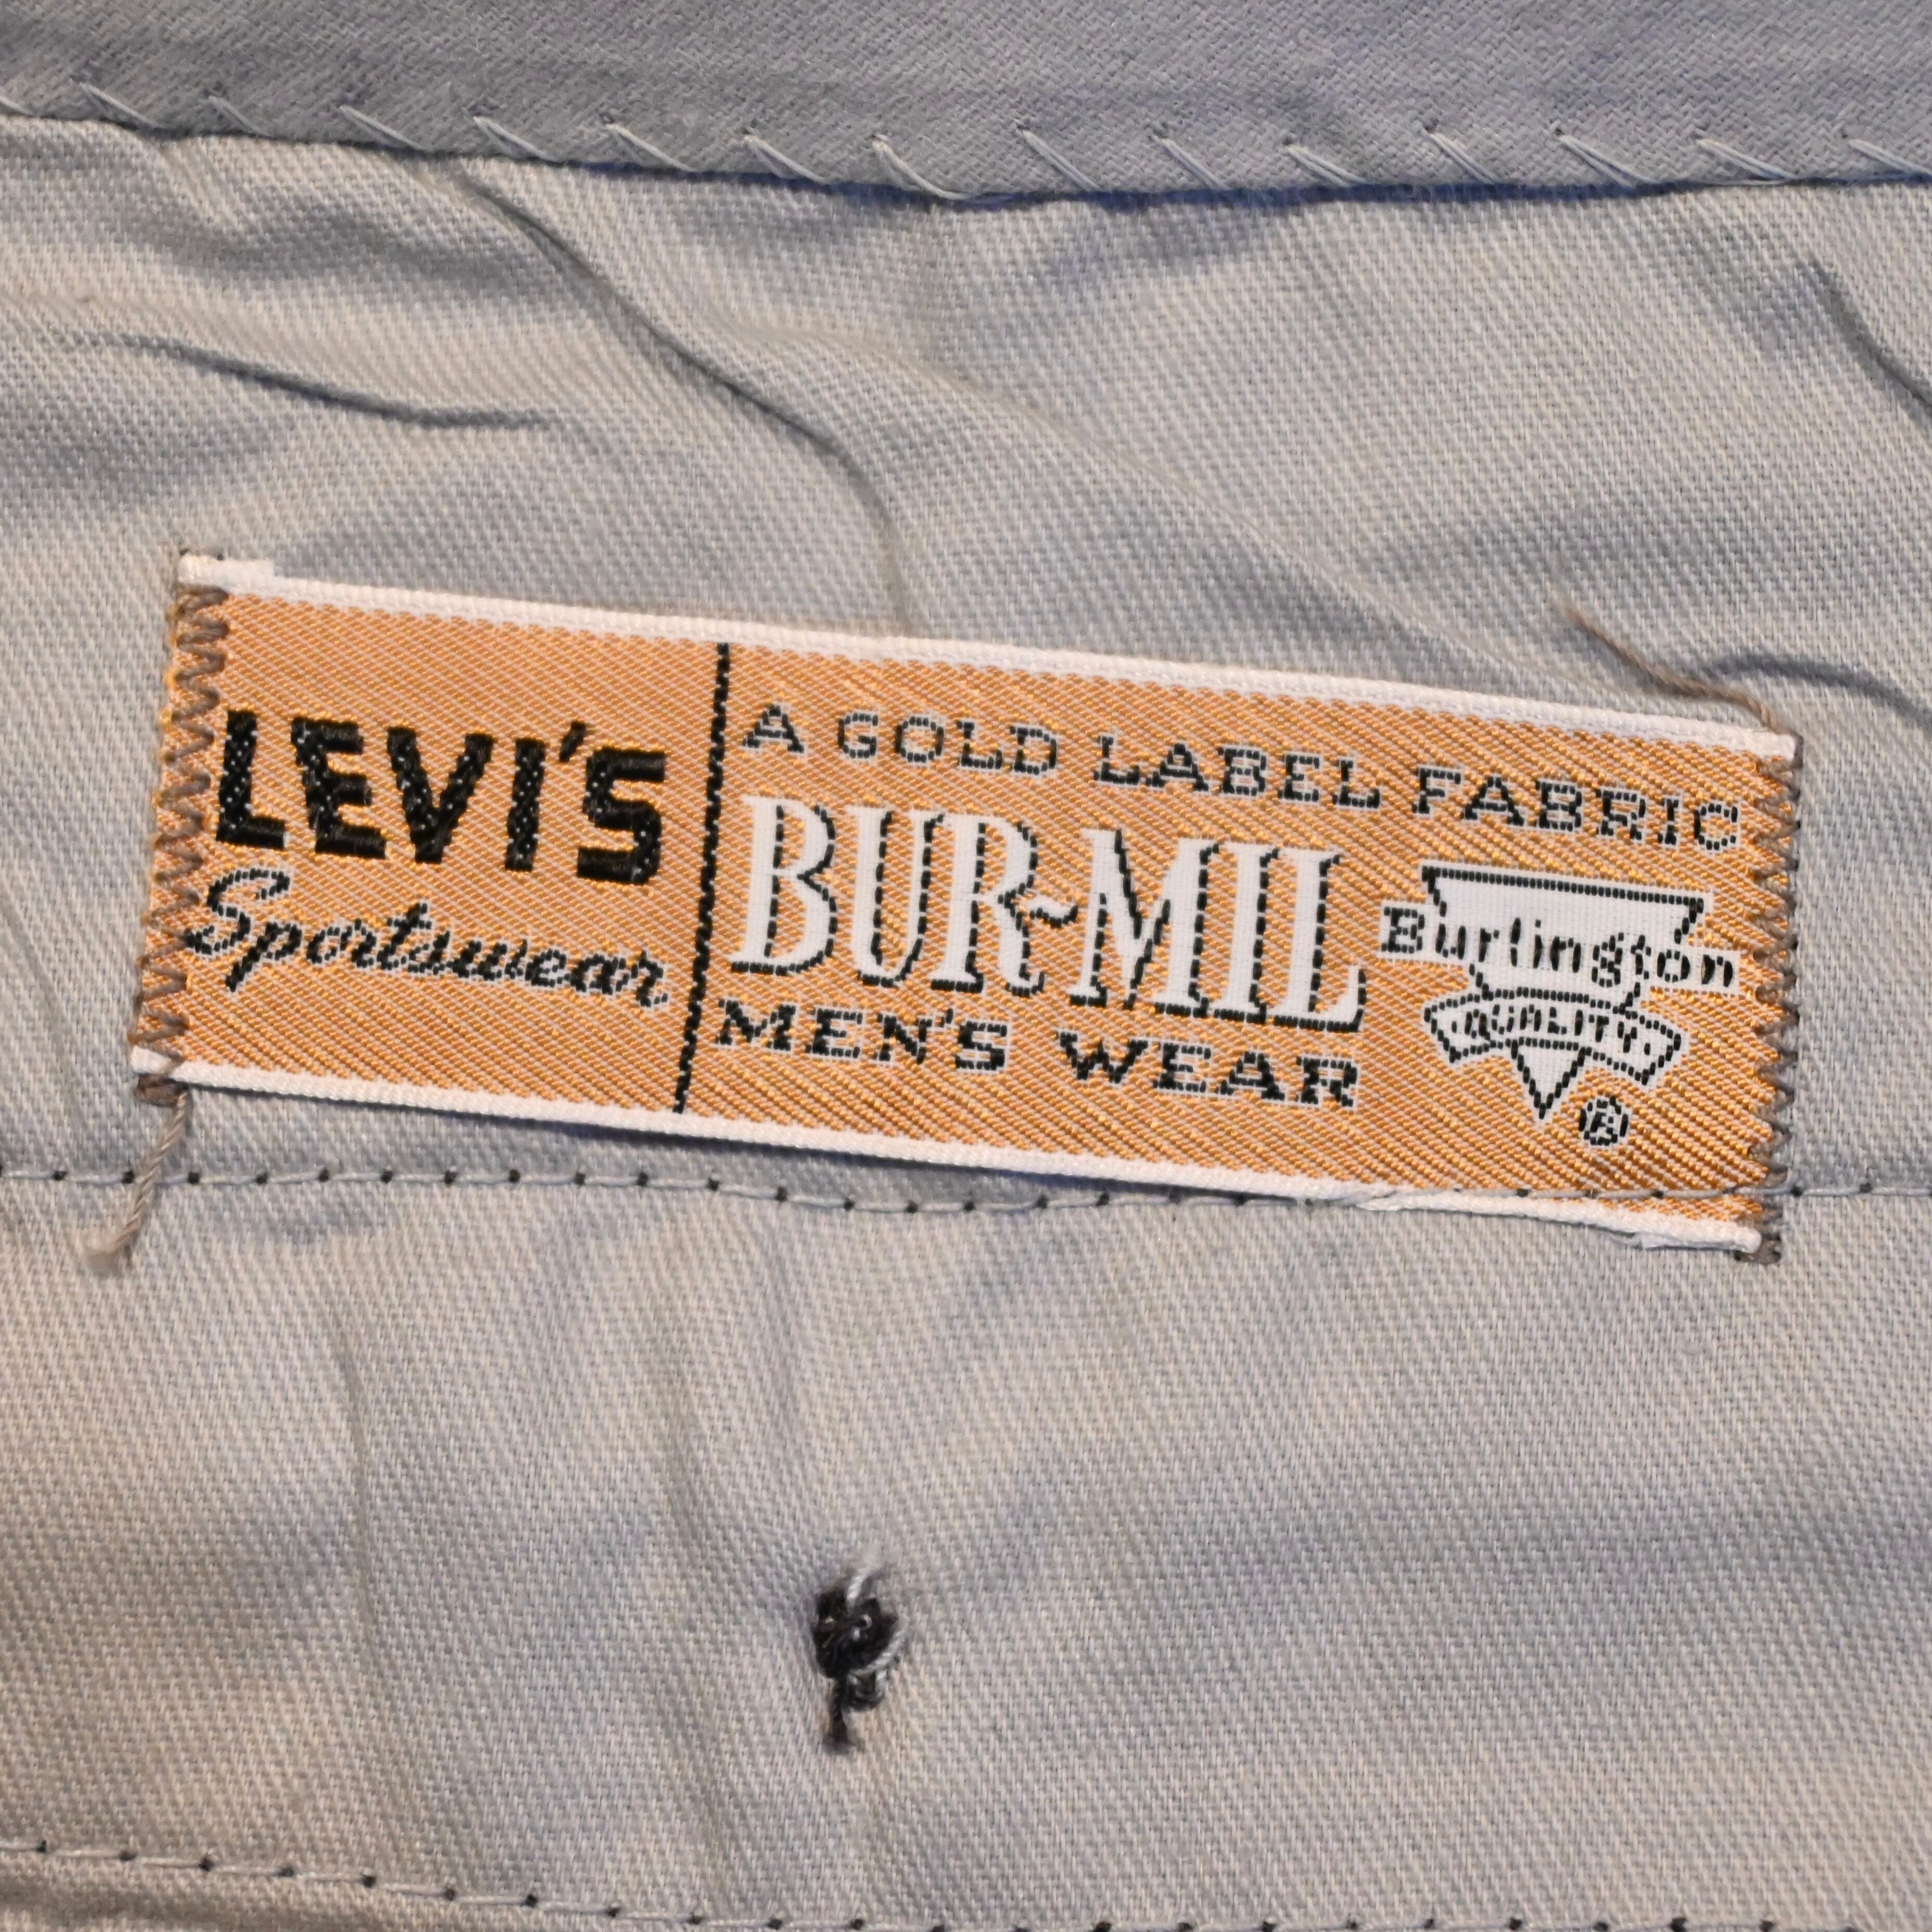 LEVI'S
Sportswear
A GOLD LABEL FABRIC
BUR-MIL
MEN'S WEAR
Burlington
·QUALITY·
®